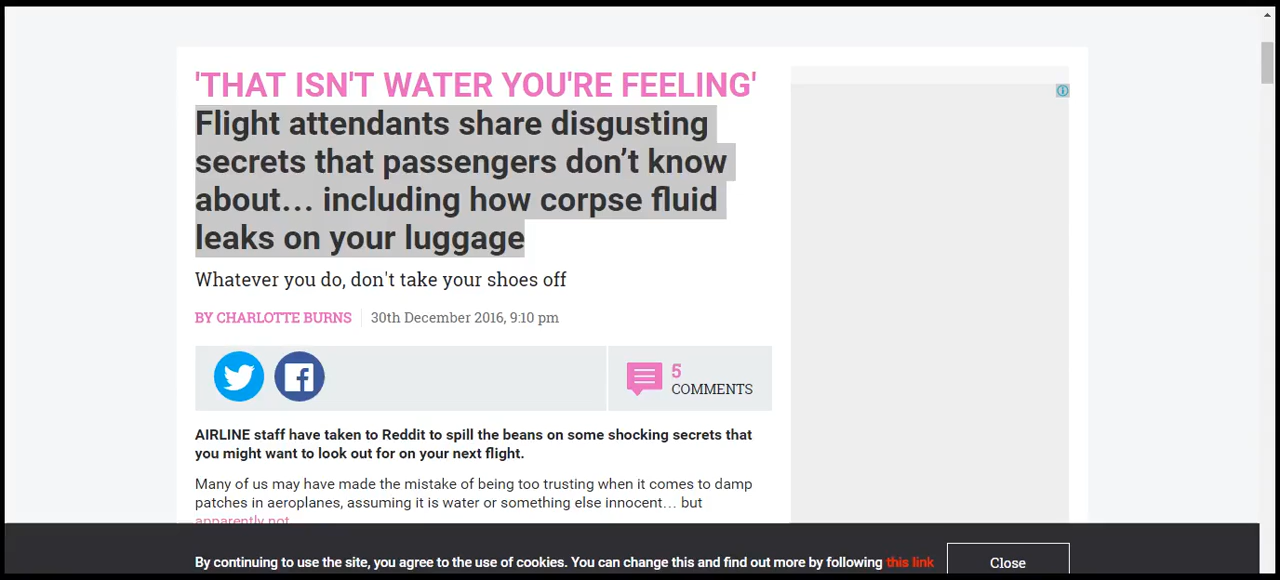 'THAT ISN'T WATER YOU'RE FEELING'
Flight attendants share disgusting
secrets that passengers don’t know
about… including how corpse fluid
leaks on your luggage
Whatever you do, don't take your shoes off
BY CHARLOTTE BURNS 30th December 2016, 9:10 pm
5
COMMENTS
AIRLINE staff have taken to Reddit to spill the beans on some shocking secrets that
you might want to look out for on your next flight.
Many of us may have made the mistake of being too trusting when it comes to damp
patches in aeroplanes, assuming it is water or something else innocent… but
apparently not.
By continuing to use the site, you agree to the use of cookies. You can change this and find out more by following this link
Close